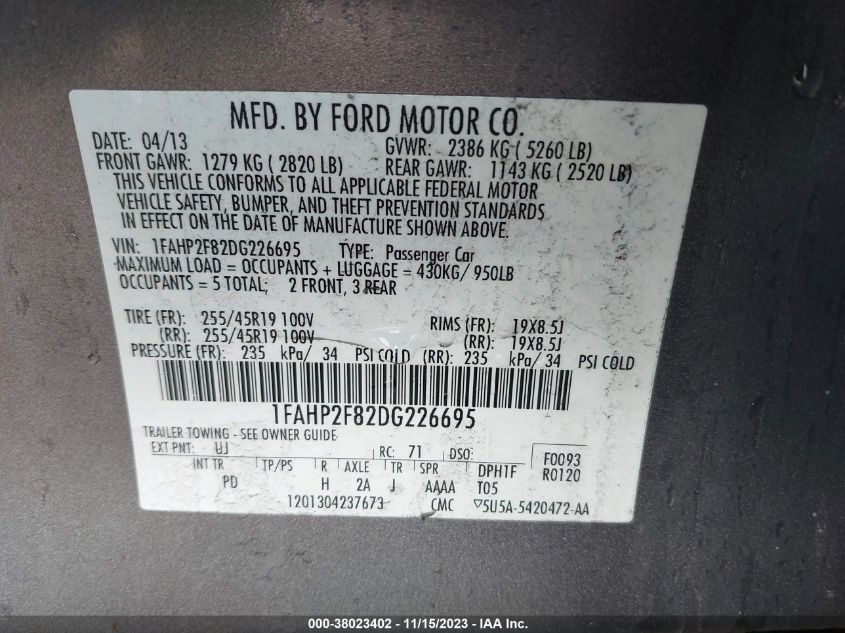 MFD. BY FORD MOTOR CO.
DATE: 04/13 GVWR: 2386 KG ( 5260 LB)
FRONT GAWR: 1279 KG ( 2820 LB) REAR GAWR: 1143 KG ( 2520 LB)
THIS VEHICLE CONFORMS TO ALL APPLICABLE FEDERAL MOTOR
VEHICLE SAFETY, BUMPER, AND THEFT PREVENTION STANDARDS
IN EFFECT ON THE DATE OF MANUFACTURE SHOWN ABOVE.
VIN: 1FAHP2F82DG226695 TYPE: Passenger Car
MAXIMUM LOAD = OCCUPANTS + LUGGAGE = 430KG/ 950LB
OCCUPANTS = 5 TOTAL; 2 FRONT, 3 REAR
TIRE (FR): 255/45R19 100V RIMS (FR): 19X8.5J
(RR): 255/45R19 100V (RR): 19X8.5J
PRESSURE (FR): 235 kPa/ 34 PSI COLD (RR): 235 kPa/ 34 PSI COLD
1FAHP2F82DG226695
TRAILER TOWING - SEE OWNER GUIDE
EXT PNT: UJ RC: 71 DSO: F0093
R0120
INT TR TP/PS R AXLE TR SPR DPH1F
PD H 2A J AAAA T05
1201304237673 CMC ▽5U5A-5420472-AA
000-38023402 - 11/15/2023 - IAA Inc.